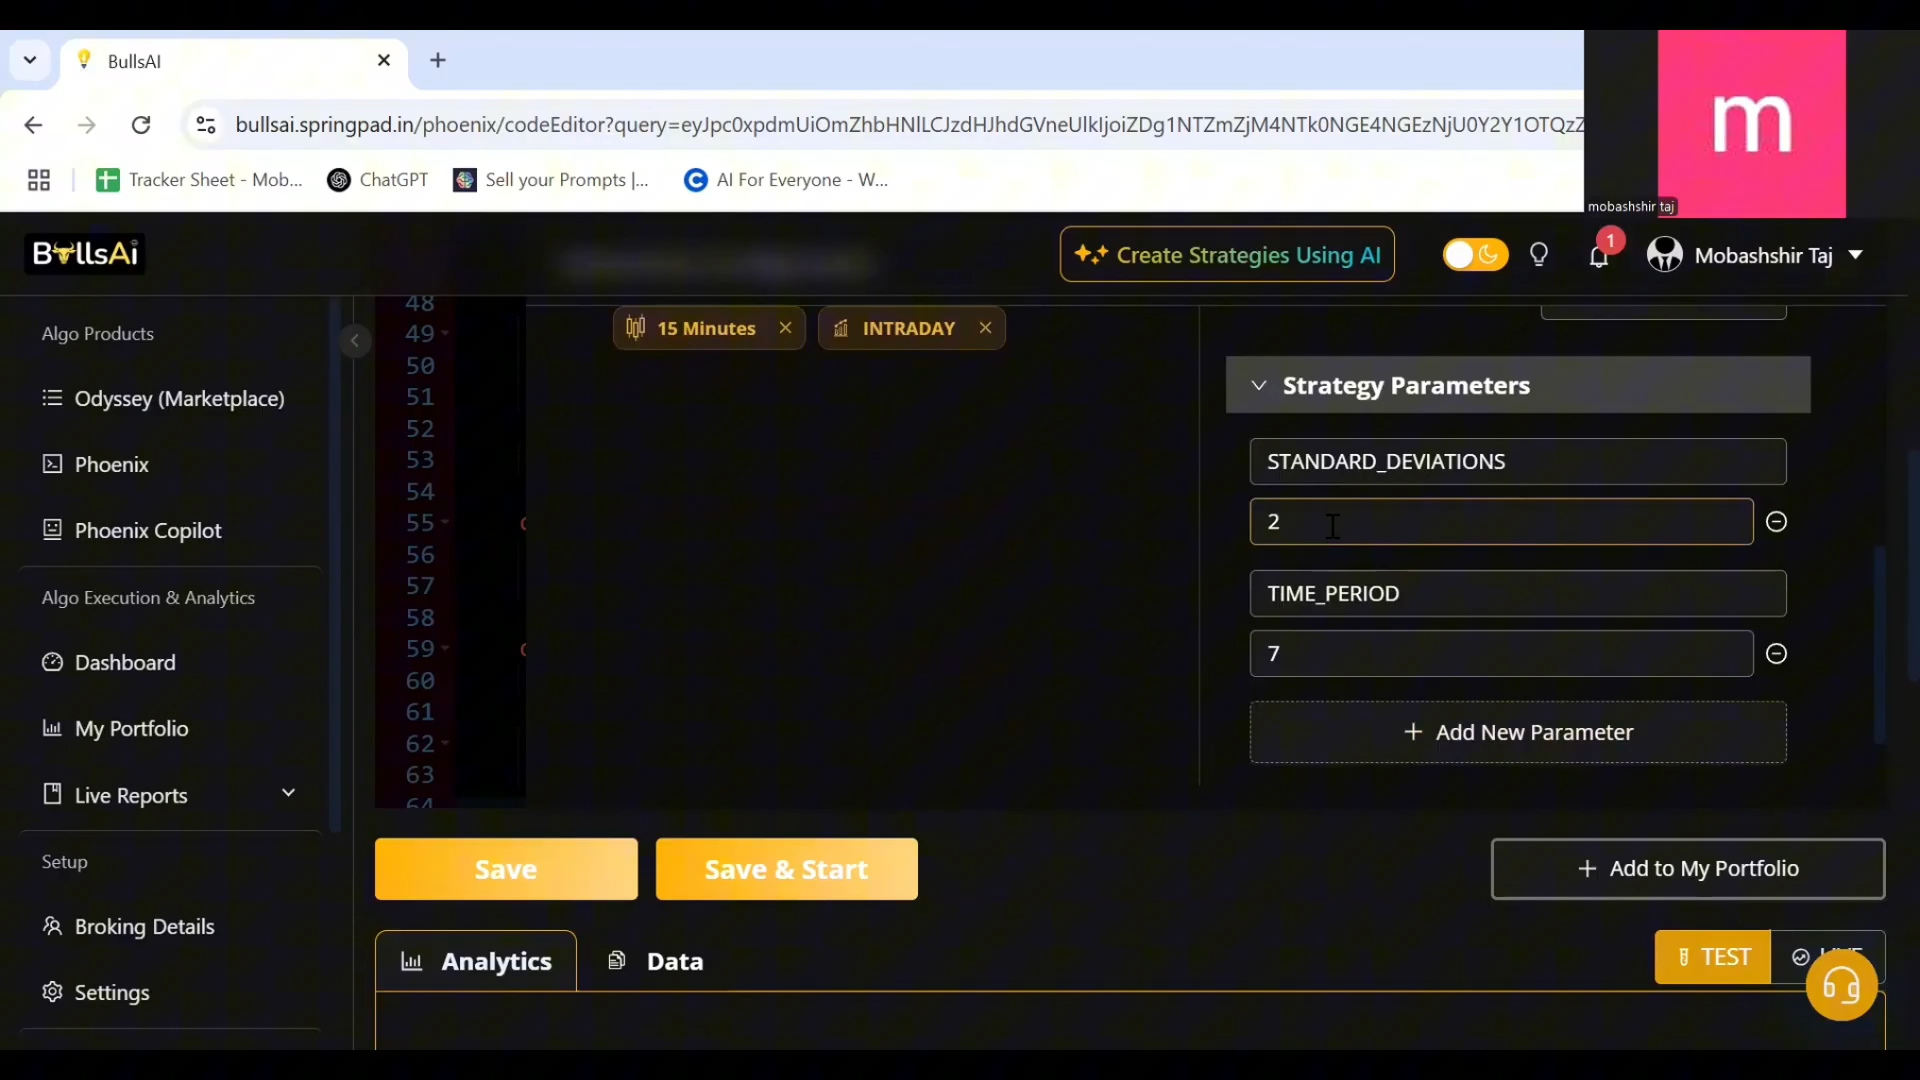 BullsAI
bullsai.springpad.in/phoenix/codeEditor?query=eyJpc0xpdmUiOmZhbHNlLCJzdHJhdGVneUlkIjoiZDg1NTZmZjM4NTk0NGE4NGEzNjU0Y2Y1OTQzZ
Tracker Sheet - Mob...
ChatGPT
Sell your Prompts |...
AI For Everyone - W...
m
mobashshir taj
BullsAi
Create Strategies Using AI
1
Mobashshir Taj
Algo Products
Odyssey (Marketplace)
Phoenix
Phoenix Copilot
Algo Execution & Analytics
Dashboard
My Portfolio
Live Reports
Setup
Broking Details
Settings
48
49
50
51
52
53
54
55
56
57
58
59
60
61
62
63
64
15 Minutes
INTRADAY
Strategy Parameters
STANDARD_DEVIATIONS
2
TIME_PERIOD
7
+ Add New Parameter
Save
Save & Start
+ Add to My Portfolio
Analytics
Data
TEST
LIVE